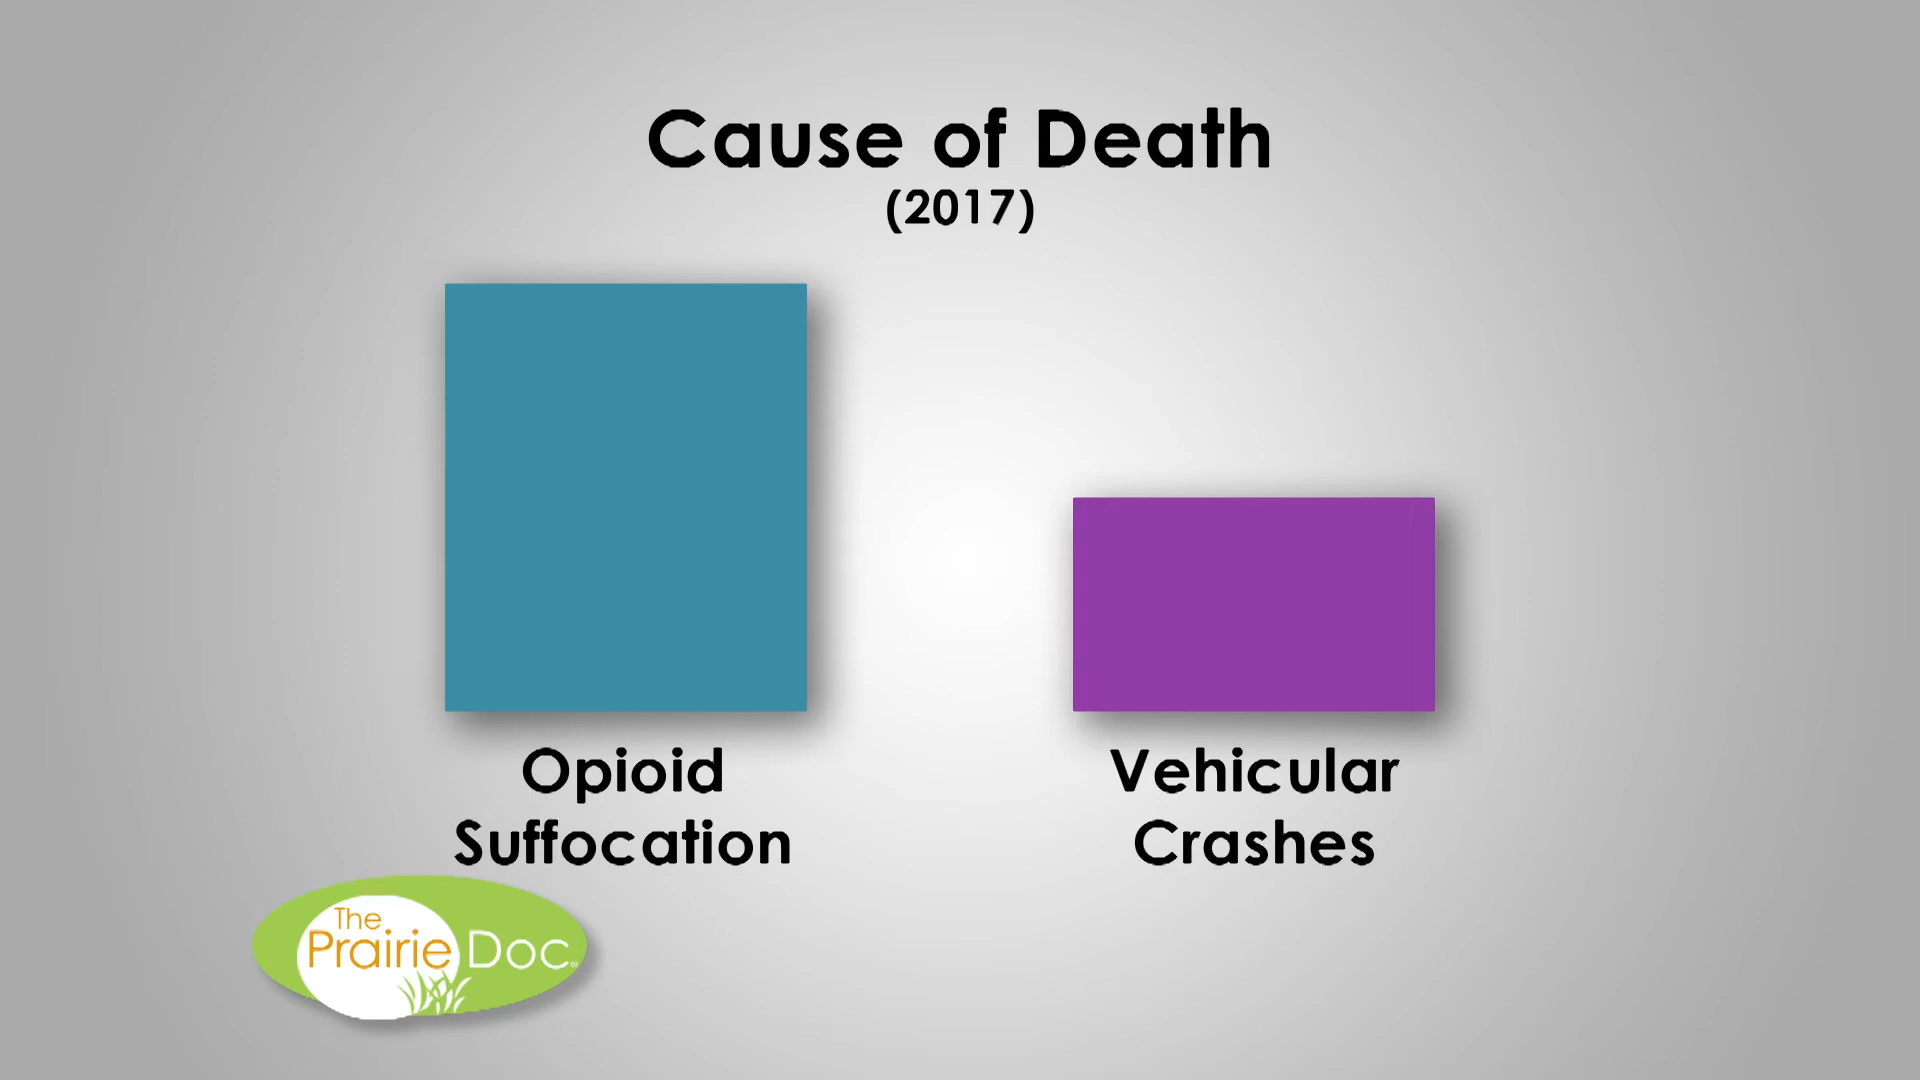 Cause of Death
(2017)
Opioid
Suffocation
Vehicular
Crashes
The
Prairie Doc®